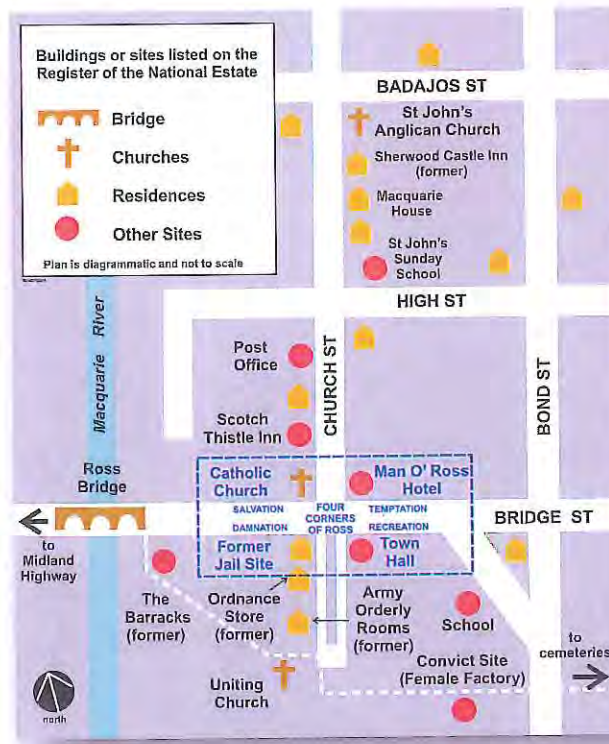 Buildings or sites listed on the
Register of the National Estate
Bridge
Churches
Residences
Other Sites
Plan is diagrammatic and not to scale
BADAJOS ST
St John's
Anglican Church
Sherwood Castle Inn
(former)
Macquarie
House
St John's
Sunday
School
HIGH ST
Macquarie River
Post
Office
CHURCH ST
BOND ST
Scotch
Thistle Inn
Ross
Bridge
Catholic
Church
Man O' Ross
Hotel
SALVATION
FOUR
CORNERS
OF ROSS
TEMPTATION
DAMNATION
RECREATION
BRIDGE ST
to
Midland
Highway
Former
Jail Site
Town
Hall
The
Barracks
(former)
Ordnance
Store
(former)
Army
Orderly
Rooms
(former)
School
to
cemeteries
Uniting
Church
Convict Site
(Female Factory)
north